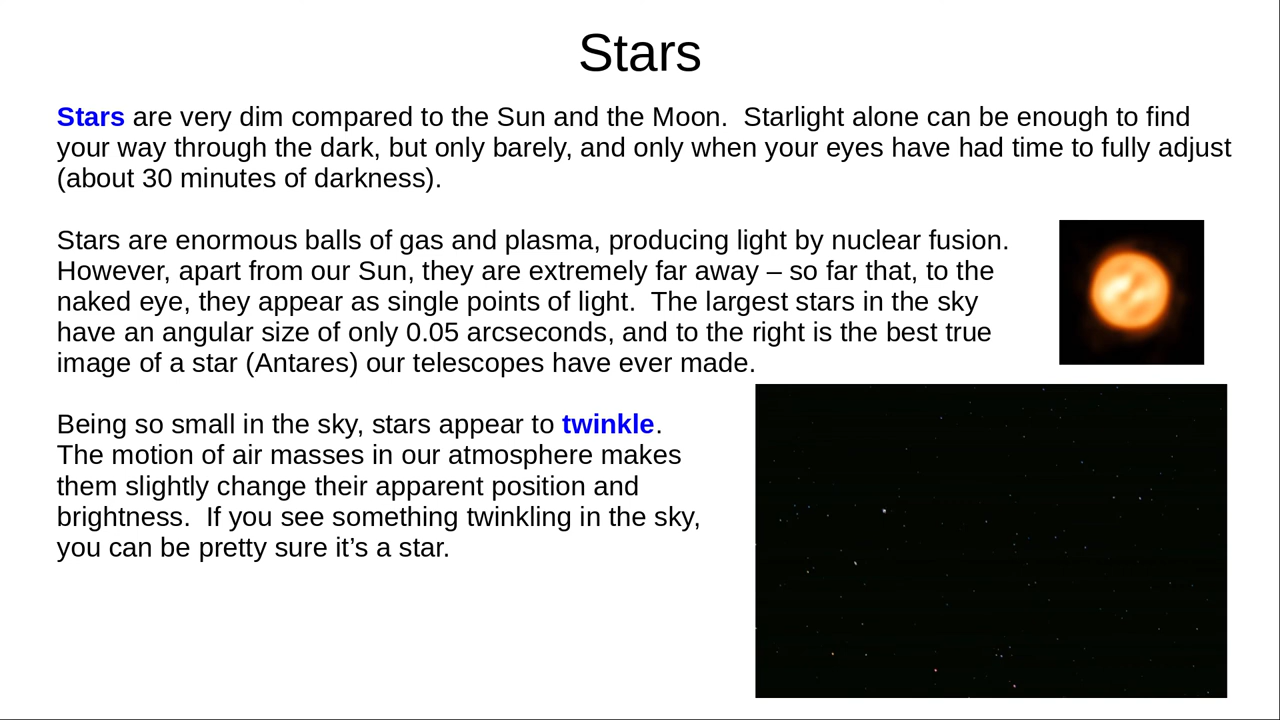 Stars
Stars are very dim compared to the Sun and the Moon.  Starlight alone can be enough to find
your way through the dark, but only barely, and only when your eyes have had time to fully adjust
(about 30 minutes of darkness).
Stars are enormous balls of gas and plasma, producing light by nuclear fusion.
However, apart from our Sun, they are extremely far away – so far that, to the
naked eye, they appear as single points of light.  The largest stars in the sky
have an angular size of only 0.05 arcseconds, and to the right is the best true
image of a star (Antares) our telescopes have ever made.
Being so small in the sky, stars appear to twinkle.
The motion of air masses in our atmosphere makes
them slightly change their apparent position and
brightness.  If you see something twinkling in the sky,
you can be pretty sure it’s a star.